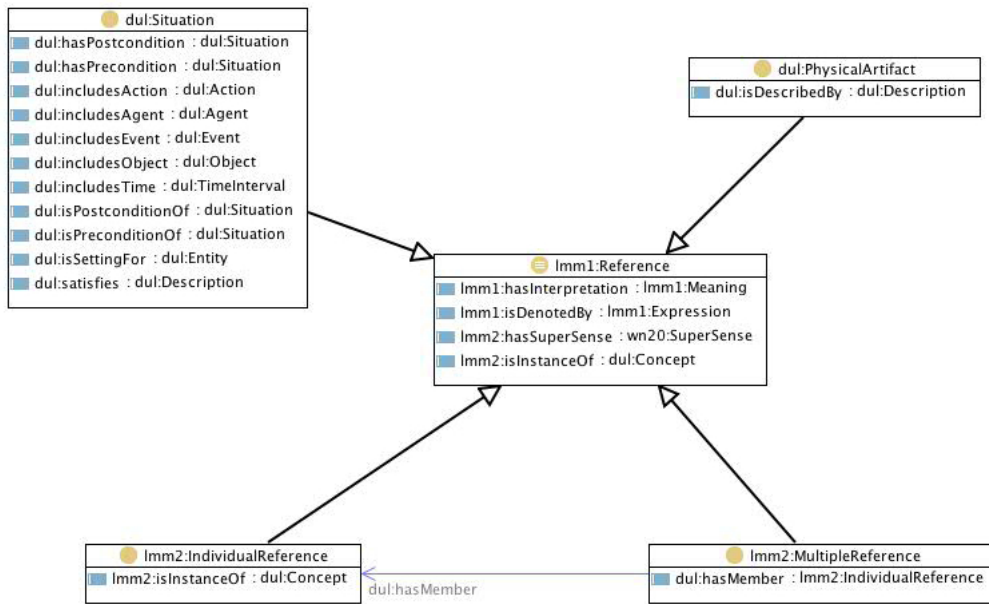 dul:Situation
dul:hasPostcondition : dul:Situation
dul:hasPrecondition : dul:Situation
dul:includesAction : dul:Action
dul:includesAgent : dul:Agent
dul:includesEvent : dul:Event
dul:includesObject : dul:Object
dul:includesTime : dul:TimeInterval
dul:isPostconditionOf : dul:Situation
dul:isPreconditionOf : dul:Situation
dul:isSettingFor : dul:Entity
dul:satisfies : dul:Description
dul:PhysicalArtifact
dul:isDescribedBy : dul:Description
lmm1:Reference
lmm1:hasInterpretation : lmm1:Meaning
lmm1:isDenotedBy : lmm1:Expression
lmm2:hasSuperSense : wn20:SuperSense
lmm2:isInstanceOf : dul:Concept
lmm2:IndividualReference
lmm2:isInstanceOf : dul:Concept
dul:hasMember
lmm2:MultipleReference
dul:hasMember : lmm2:IndividualReference